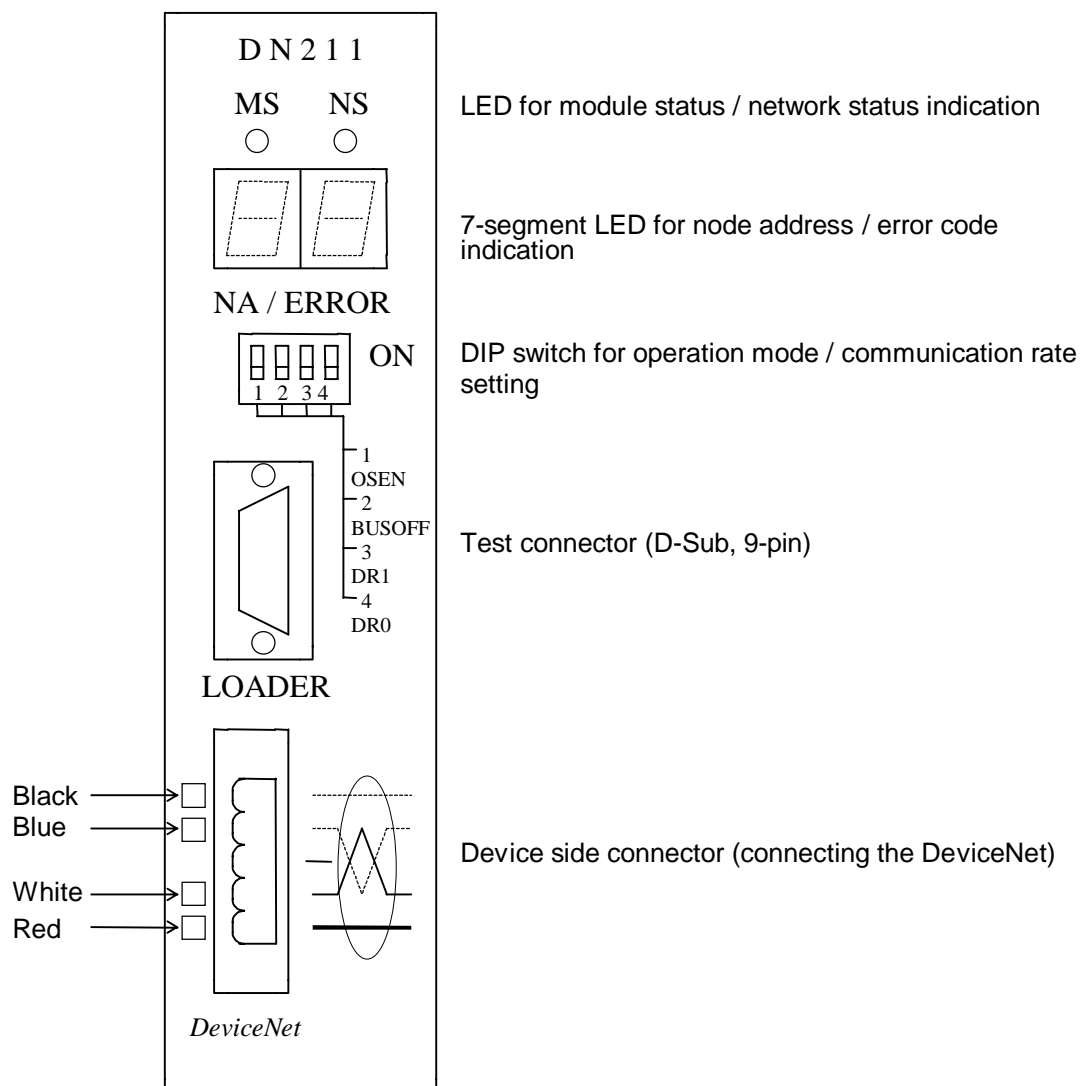 DN211
MS NS
LED for module status / network status indication
7-segment LED for node address / error code
indication
NA / ERROR
ON
1 2 3 4
DIP switch for operation mode / communication rate
setting
1
OSEN
2
BUSOFF
3
DR1
4
DR0
Test connector (D-Sub, 9-pin)
LOADER
Black
Blue
White
Red
Device side connector (connecting the DeviceNet)
DeviceNet